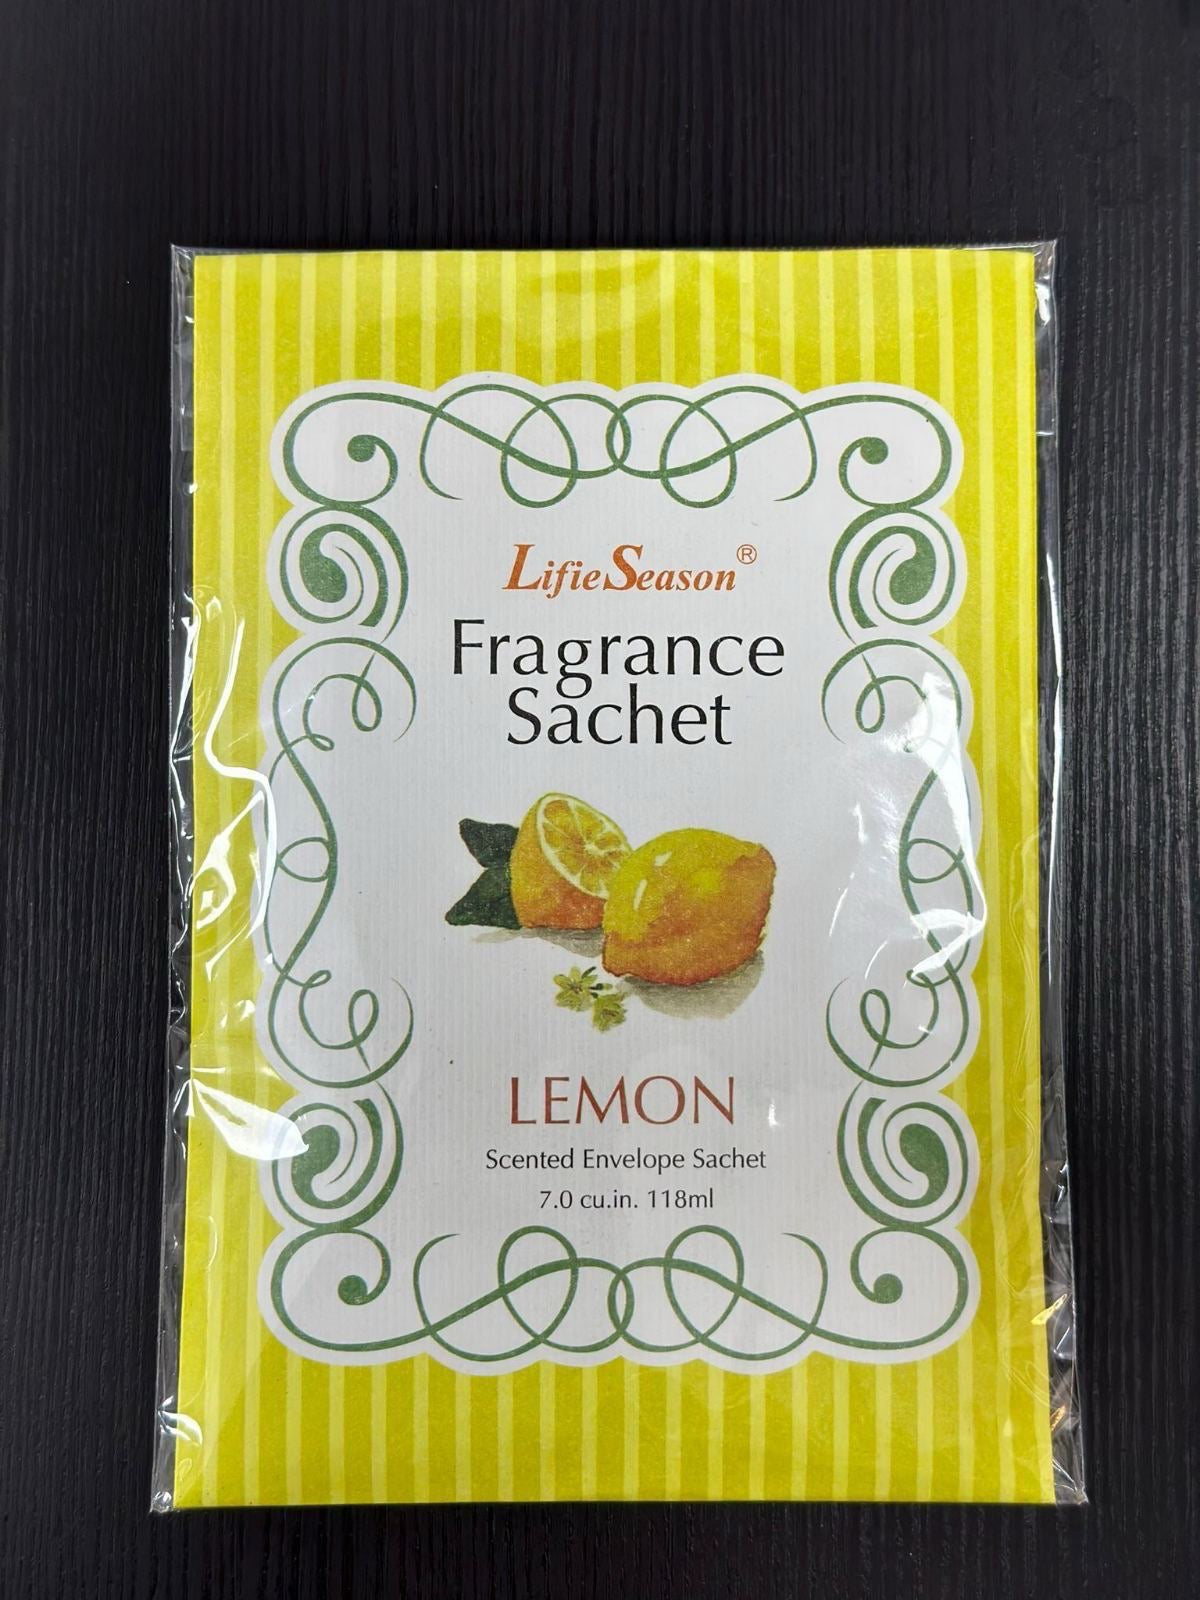 LifieSeason®
Fragrance
Sachet
LEMON
Scented Envelope Sachet
7.0 cu.in. 118ml